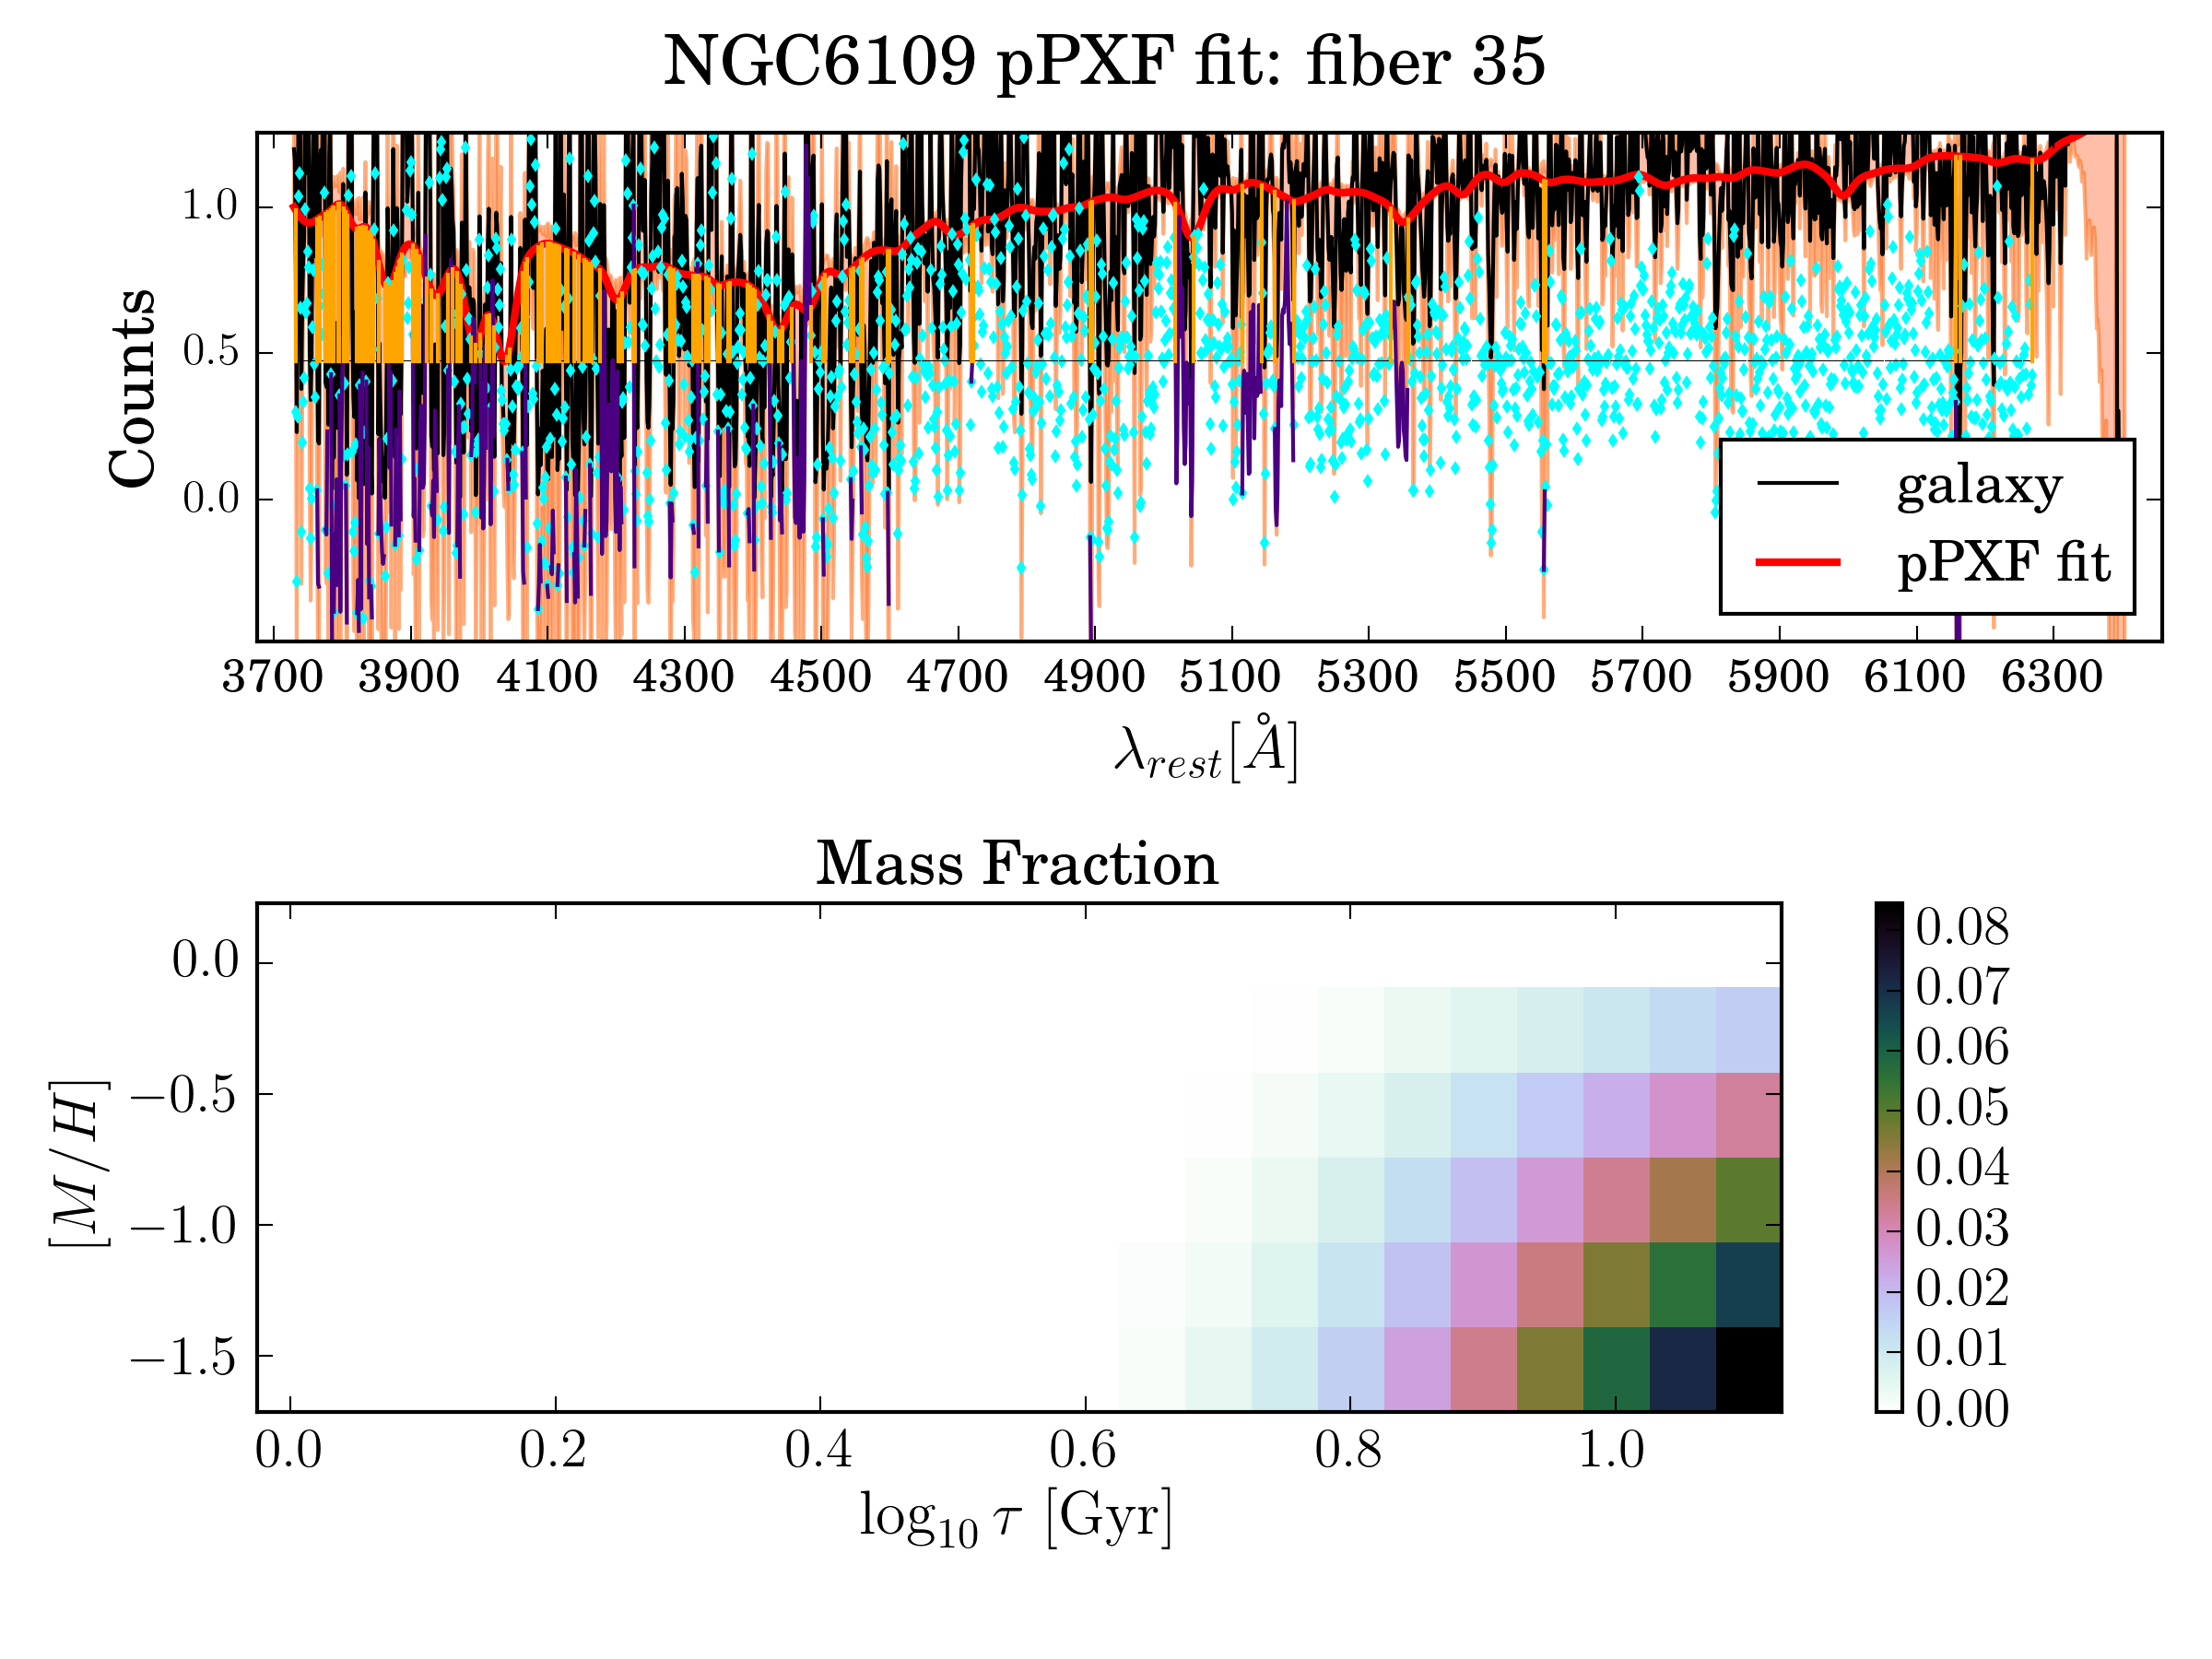 NGC6109 pPXF fit: fiber 35
Counts
1.0
0.5
0.0
galaxy
pPXF fit
3700 3900 4100 4300 4500 4700 4900 5100 5300 5500 5700 5900 6100 6300
λ_rest[Å]
Mass Fraction
[M/H]
0.0
−0.5
−1.0
−1.5
0.0 0.2 0.4 0.6 0.8 1.0
log₁₀ τ [Gyr]
0.08
0.07
0.06
0.05
0.04
0.03
0.02
0.01
0.00